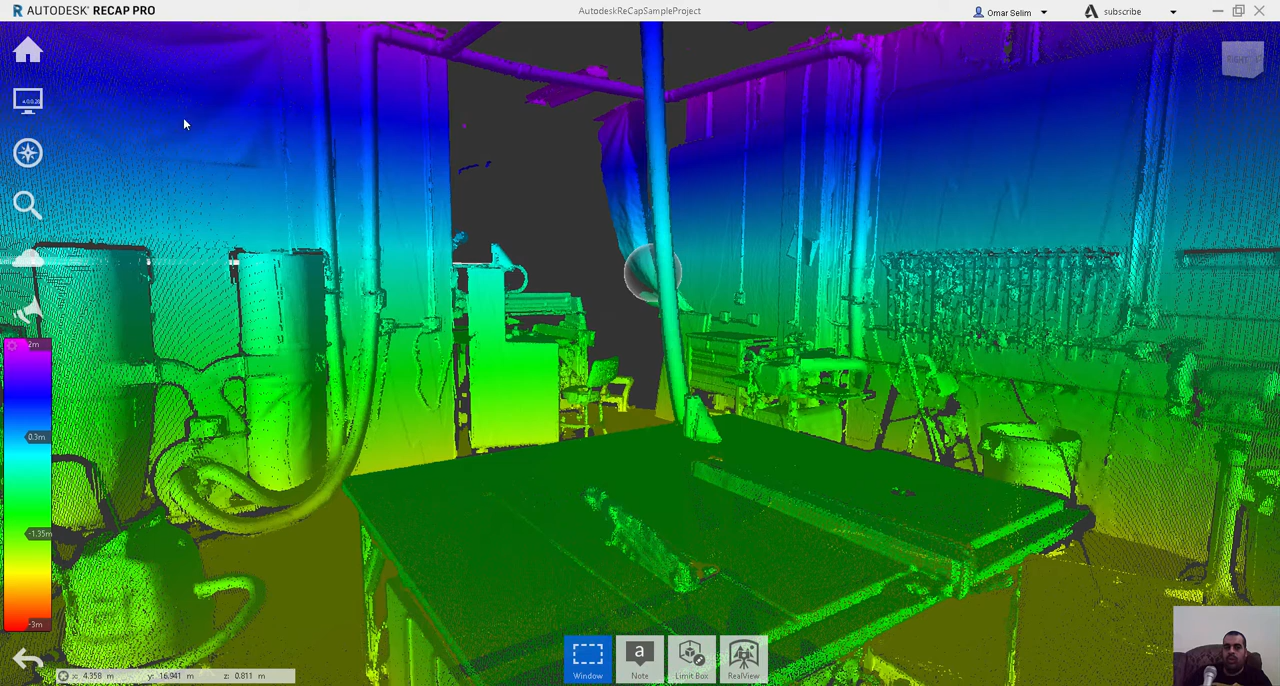 R AUTODESK® RECAP PRO
AutodeskReCapSampleProject
Omar Selim
subscribe
RIGHT
2m
0.3m
-1.35m
-3m
x: 4.358 m y: 16.941 m z: 0.811 m
Window
a
Note
Limit Box
RealView